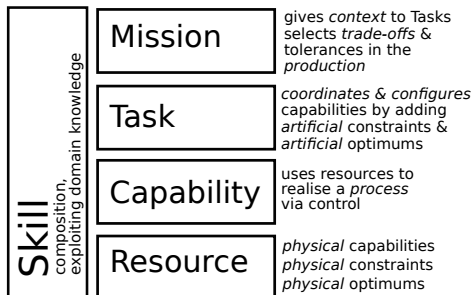 Skill
composition,
exploiting domain knowledge
Mission
gives context to Tasks
selects trade-offs &
tolerances in the
production
Task
coordinates & configures
capabilities by adding
artificial constraints &
artificial optimums
Capability
uses resources to
realise a process
via control
Resource
physical capabilities
physical constraints
physical optimums